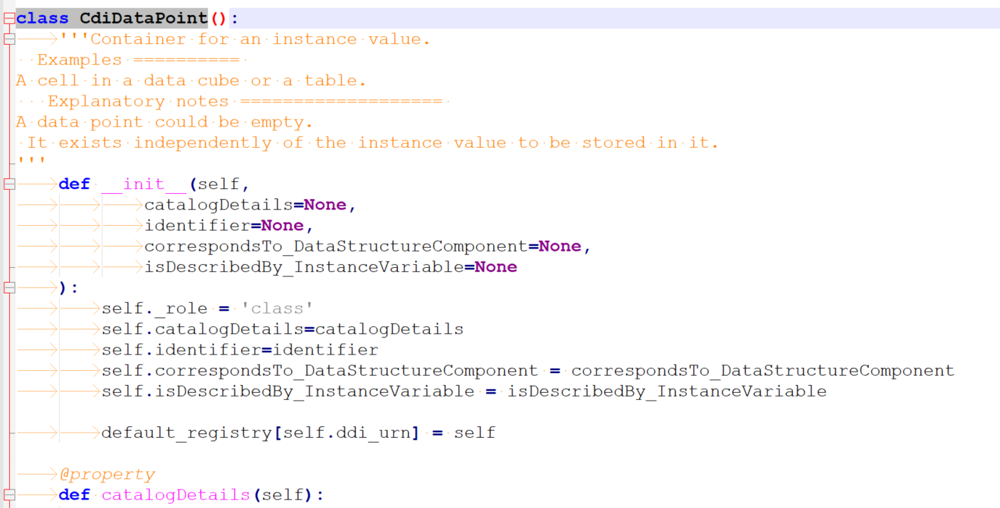 class CdiDataPoint():
'''Container for an instance value.
Examples ==========
A cell in a data cube or a table.
Explanatory notes ===================
A data point could be empty.
It exists independently of the instance value to be stored in it.
'''
def __init__(self,
catalogDetails=None,
identifier=None,
correspondsTo_DataStructureComponent=None,
isDescribedBy_InstanceVariable=None
):
self._role = 'class'
self.catalogDetails=catalogDetails
self.identifier=identifier
self.correspondsTo_DataStructureComponent = correspondsTo_DataStructureComponent
self.isDescribedBy_InstanceVariable = isDescribedBy_InstanceVariable
default_registry[self.ddi_urn] = self
@property
def catalogDetails(self):